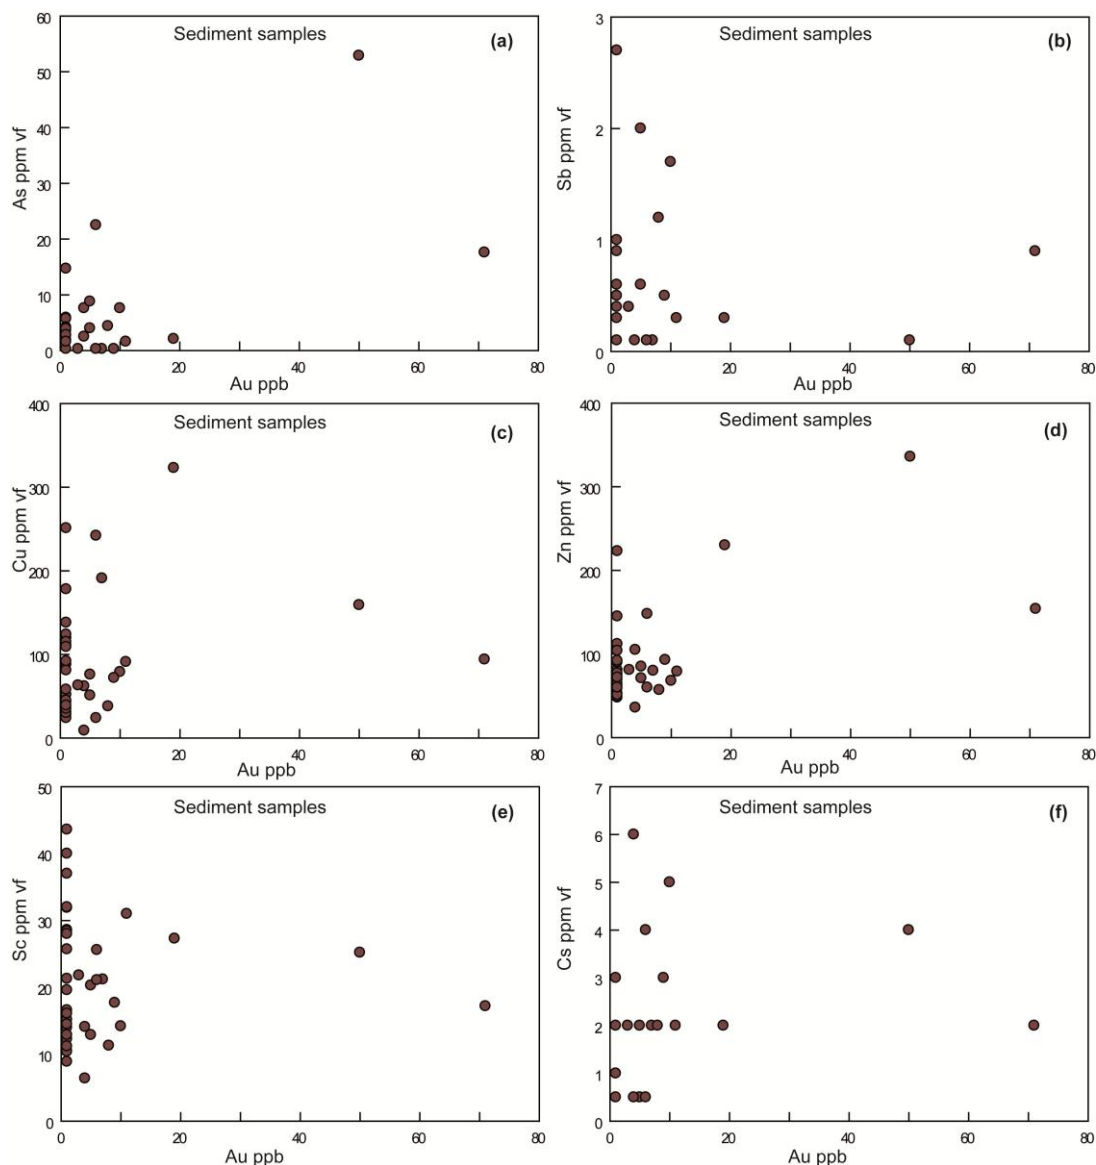 Sediment samples (a)
60
50
40
30
20
10
0
As ppm vf
0 20 40 60 80
Au ppb
Sediment samples (b)
3
2
1
0
Sb ppm vf
0 20 40 60 80
Au ppb
Sediment samples (c)
400
300
200
100
0
Cu ppm vf
0 20 40 60 80
Au ppb
Sediment samples (d)
400
300
200
100
0
Zn ppm vf
0 20 40 60 80
Au ppb
Sediment samples (e)
50
40
30
20
10
0
Sc ppm vf
0 20 40 60 80
Au ppb
Sediment samples (f)
7
6
5
4
3
2
1
0
Cs ppm vf
0 20 40 60 80
Au ppb